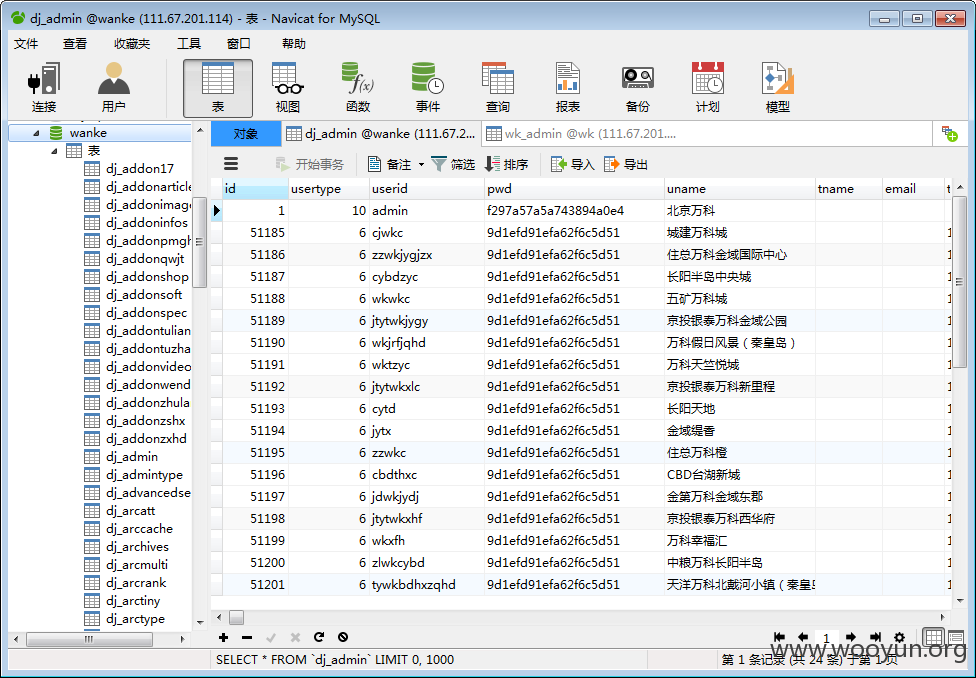 dj_admin @wanke (111.67.201.114) - 表 - Navicat for MySQL
文件 查看 收藏夹 工具 窗口 帮助
连接 用户 表 视图 函数 事件 查询 报表 备份 计划 模型
wanke
表
dj_addon17
dj_addonarticle
dj_addonimage
dj_addoninfos
dj_addonpmgh
dj_addonqwjt
dj_addonshop
dj_addonsoft
dj_addonspec
dj_addontulian
dj_addontuzha
dj_addonvideo
dj_addonwend
dj_addonzhula
dj_addonzshx
dj_addonzxhd
dj_admin
dj_admintype
dj_advancedse
dj_arcatt
dj_arccache
dj_archives
dj_arcmulti
dj_arcrank
dj_arctiny
dj_arctype
对象 dj_admin @wanke (111.67.2... wk_admin @wk (111.67.201....
开始事务 备注 筛选 排序 导入 导出
id usertype userid pwd uname tname email t
1 10 admin f297a57a5a743894a0e4 北京万科
51185 6 cjwkc 9d1efd91efa62f6c5d51 城建万科城 1
51186 6 zzwkjygjzx 9d1efd91efa62f6c5d51 住总万科金域国际中心 1
51187 6 cybdzyc 9d1efd91efa62f6c5d51 长阳半岛中央城 1
51188 6 wkwkc 9d1efd91efa62f6c5d51 五矿万科城 1
51189 6 jtytwkjygy 9d1efd91efa62f6c5d51 京投银泰万科金域公园 1
51190 6 wkjrfjqhd 9d1efd91efa62f6c5d51 万科假日风景（秦皇岛） 1
51191 6 wktzyc 9d1efd91efa62f6c5d51 万科天竺悦城 1
51192 6 jtytwkxlc 9d1efd91efa62f6c5d51 京投银泰万科新里程 1
51193 6 cytd 9d1efd91efa62f6c5d51 长阳天地 1
51194 6 jytx 9d1efd91efa62f6c5d51 金域缇香 1
51195 6 zzwkc 9d1efd91efa62f6c5d51 住总万科橙 1
51196 6 cbdthxc 9d1efd91efa62f6c5d51 CBD台湖新城 1
51197 6 jdwkjydj 9d1efd91efa62f6c5d51 金第万科金域东郡 1
51198 6 jtytwkxhf 9d1efd91efa62f6c5d51 京投银泰万科西华府 1
51199 6 wkxfh 9d1efd91efa62f6c5d51 万科幸福汇 1
51200 6 zlwkcybd 9d1efd91efa62f6c5d51 中粮万科长阳半岛 1
51201 6 tywkbdhxzqhd 9d1efd91efa62f6c5d51 天洋万科北戴河小镇（秦皇岛 1
1
SELECT * FROM `dj_admin` LIMIT 0, 1000
第 1 条记录 (共 24 条) 于第 1 页
www.wooyun.org